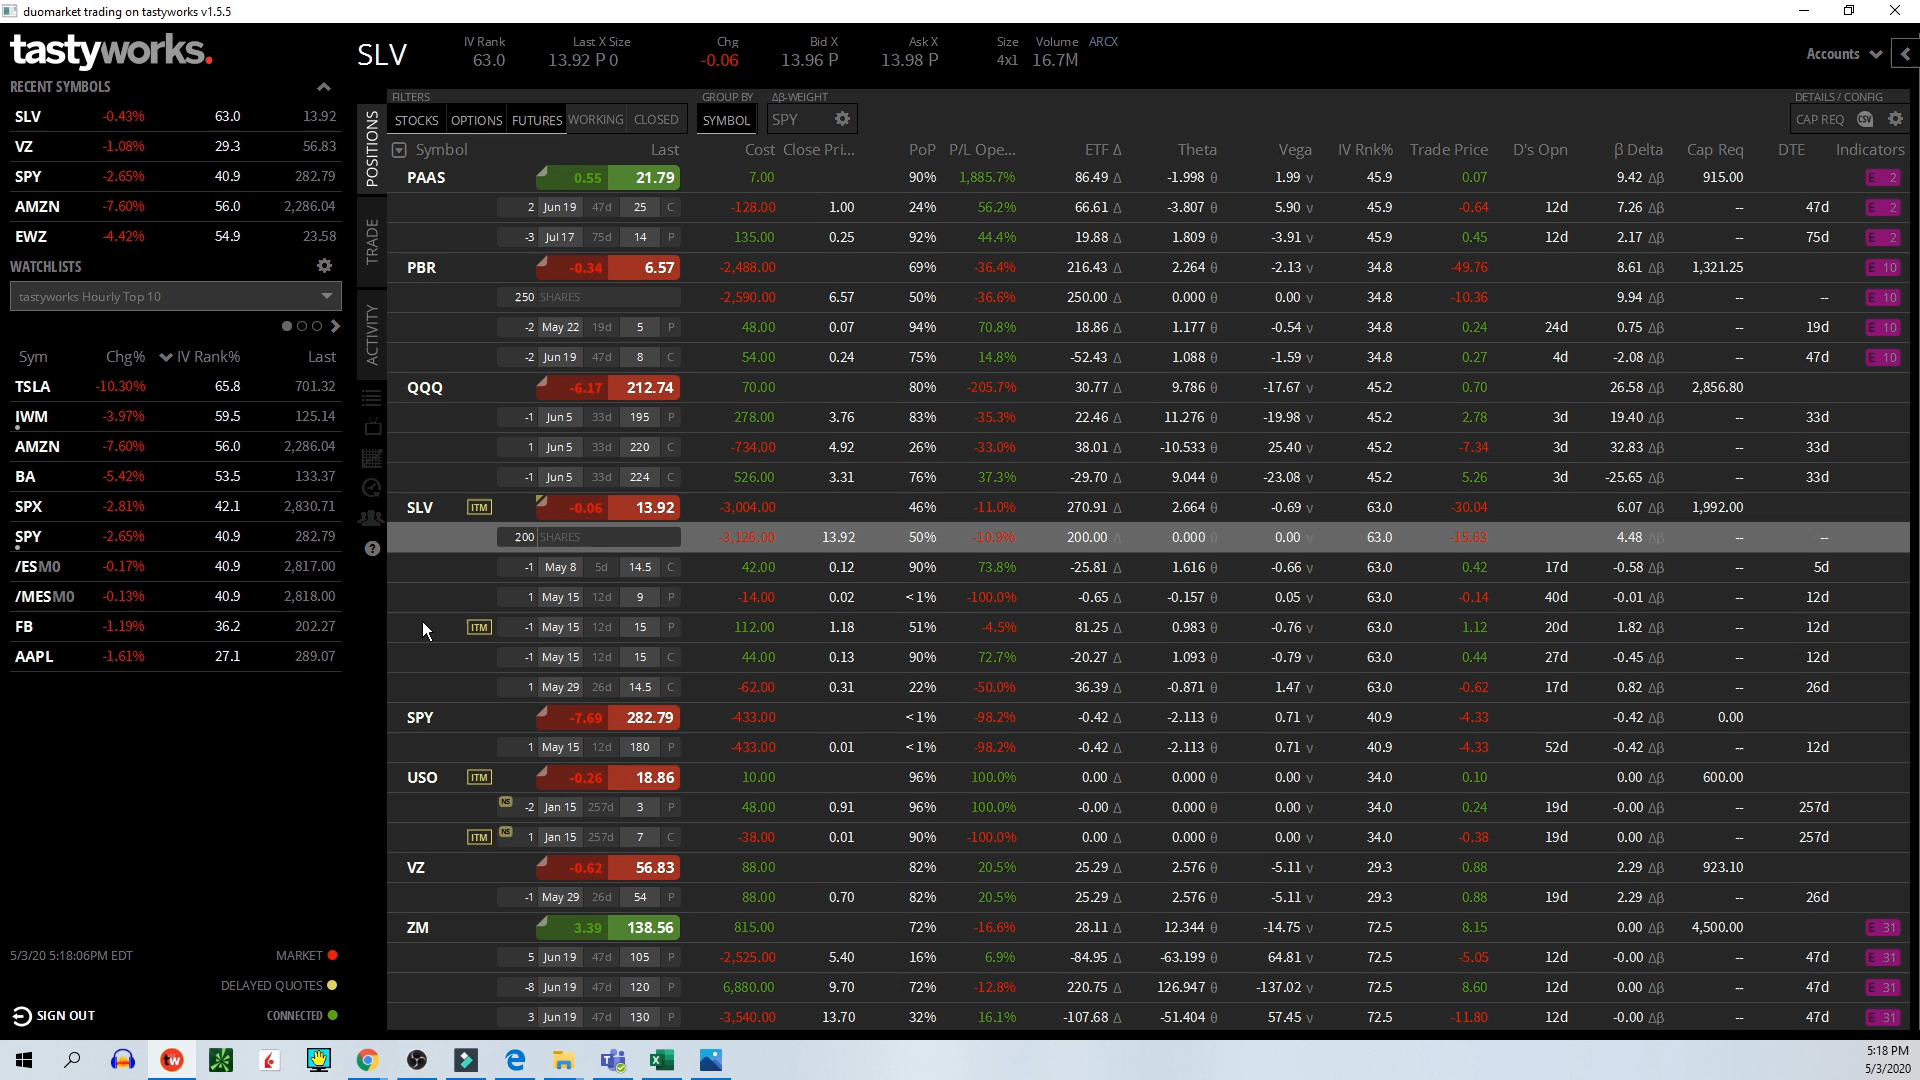 duomarket trading on tastyworks v1.5.5
tastyworks.
SLV IV Rank 63.0 Last X Size 13.92 P 0 Chg -0.06 Bid X 13.96 P Ask X 13.98 P Size 4x1 Volume 16.7M ARCX
Accounts
RECENT SYMBOLS
SLV -0.43% 63.0 13.92
VZ -1.08% 29.3 56.83
SPY -2.65% 40.9 282.79
AMZN -7.60% 56.0 2,286.04
EWZ -4.42% 54.9 23.58
WATCHLISTS
tastyworks Hourly Top 10
Sym Chg% IV Rank% Last
TSLA -10.30% 65.8 701.32
IWM -3.97% 59.5 125.14
AMZN -7.60% 56.0 2,286.04
BA -5.42% 53.5 133.37
SPX -2.81% 42.1 2,830.71
SPY -2.65% 40.9 282.79
/ESM0 -0.17% 40.9 2,817.00
/MESM0 -0.13% 40.9 2,818.00
FB -1.19% 36.2 202.27
AAPL -1.61% 27.1 289.07
5/3/20 5:18:06PM EDT MARKET
DELAYED QUOTES
SIGN OUT CONNECTED
POSITIONS
TRADE
ACTIVITY
FILTERS GROUP BY Δβ-WEIGHT DETAILS / CONFIG
STOCKS OPTIONS FUTURES WORKING CLOSED SYMBOL SPY CAP REQ CSV
Symbol Last Cost Close Pri... PoP P/L Ope... ETF Δ Theta Vega IV Rnk% Trade Price D's Opn β Delta Cap Req DTE Indicators
PAAS 0.55 21.79 7.00 90% 1,885.7% 86.49 Δ -1.998 θ 1.99 v 45.9 0.07 9.42 Δβ 915.00 E 2
2 Jun 19 47d 25 C -128.00 1.00 24% 56.2% 66.61 Δ -3.807 θ 5.90 v 45.9 -0.64 12d 7.26 Δβ -- 47d E 2
-3 Jul 17 75d 14 P 135.00 0.25 92% 44.4% 19.88 Δ 1.809 θ -3.91 v 45.9 0.45 12d 2.17 Δβ -- 75d E 2
PBR -0.34 6.57 -2,488.00 69% -36.4% 216.43 Δ 2.264 θ -2.13 v 34.8 -49.76 8.61 Δβ 1,321.25 E 10
250 SHARES -2,590.00 6.57 50% -36.6% 250.00 Δ 0.000 θ 0.00 v 34.8 -10.36 9.94 Δβ -- -- E 10
-2 May 22 19d 5 P 48.00 0.07 94% 70.8% 18.86 Δ 1.177 θ -0.54 v 34.8 0.24 24d 0.75 Δβ -- 19d E 10
-2 Jun 19 47d 8 C 54.00 0.24 75% 14.8% -52.43 Δ 1.088 θ -1.59 v 34.8 0.27 4d -2.08 Δβ -- 47d E 10
QQQ -6.17 212.74 70.00 80% -205.7% 30.77 Δ 9.786 θ -17.67 v 45.2 0.70 26.58 Δβ 2,856.80
-1 Jun 5 33d 195 P 278.00 3.76 83% -35.3% 22.46 Δ 11.276 θ -19.98 v 45.2 2.78 3d 19.40 Δβ -- 33d
1 Jun 5 33d 220 C -734.00 4.92 26% -33.0% 38.01 Δ -10.533 θ 25.40 v 45.2 -7.34 3d 32.83 Δβ -- 33d
-1 Jun 5 33d 224 C 526.00 3.31 76% 37.3% -29.70 Δ 9.044 θ -23.08 v 45.2 5.26 3d -25.65 Δβ -- 33d
SLV ITM -0.06 13.92 -3,004.00 46% -11.0% 270.91 Δ 2.664 θ -0.69 v 63.0 -30.04 6.07 Δβ 1,992.00
200 SHARES -3,126.00 13.92 50% -10.9% 200.00 Δ 0.000 θ 0.00 v 63.0 -15.63 4.48 Δβ -- --
-1 May 8 5d 14.5 C 42.00 0.12 90% 73.8% -25.81 Δ 1.616 θ -0.66 v 63.0 0.42 17d -0.58 Δβ -- 5d
1 May 15 12d 9 P -14.00 0.02 <1% -100.0% -0.65 Δ -0.157 θ 0.05 v 63.0 -0.14 40d -0.01 Δβ -- 12d
ITM -1 May 15 12d 15 P 112.00 1.18 51% -4.5% 81.25 Δ 0.983 θ -0.76 v 63.0 1.12 20d 1.82 Δβ -- 12d
-1 May 15 12d 15 C 44.00 0.13 90% 72.7% -20.27 Δ 1.093 θ -0.79 v 63.0 0.44 27d -0.45 Δβ -- 12d
1 May 29 26d 14.5 C -62.00 0.31 22% -50.0% 36.39 Δ -0.871 θ 1.47 v 63.0 -0.62 17d 0.82 Δβ -- 26d
SPY -7.69 282.79 -433.00 <1% -98.2% -0.42 Δ -2.113 θ 0.71 v 40.9 -4.33 -0.42 Δβ 0.00
1 May 15 12d 180 P -433.00 0.01 <1% -98.2% -0.42 Δ -2.113 θ 0.71 v 40.9 -4.33 52d -0.42 Δβ -- 12d
USO ITM -0.26 18.86 10.00 96% 100.0% 0.00 Δ 0.000 θ 0.00 v 34.0 0.10 0.00 Δβ 600.00
NS -2 Jan 15 257d 3 P 48.00 0.91 96% 100.0% -0.00 Δ 0.000 θ 0.00 v 34.0 0.24 19d -0.00 Δβ -- 257d
ITM NS 1 Jan 15 257d 7 C -38.00 0.01 90% -100.0% 0.00 Δ 0.000 θ 0.00 v 34.0 -0.38 19d 0.00 Δβ -- 257d
VZ -0.62 56.83 88.00 82% 20.5% 25.29 Δ 2.576 θ -5.11 v 29.3 0.88 2.29 Δβ 923.10
-1 May 29 26d 54 P 88.00 0.70 82% 20.5% 25.29 Δ 2.576 θ -5.11 v 29.3 0.88 19d 2.29 Δβ -- 26d
ZM 3.39 138.56 815.00 72% -16.6% 28.11 Δ 12.344 θ -14.75 v 72.5 8.15 0.00 Δβ 4,500.00 E 31
5 Jun 19 47d 105 P -2,525.00 5.40 16% 6.9% -84.95 Δ -63.199 θ 64.81 v 72.5 -5.05 12d -0.00 Δβ -- 47d E 31
-8 Jun 19 47d 120 P 6,880.00 9.70 72% -12.8% 220.75 Δ 126.947 θ -137.02 v 72.5 8.60 12d 0.00 Δβ -- 47d E 31
3 Jun 19 47d 130 P -3,540.00 13.70 32% 16.1% -107.68 Δ -51.404 θ 57.45 v 72.5 -11.80 12d -0.00 Δβ -- 47d E 31
tw
5:18 PM
5/3/2020